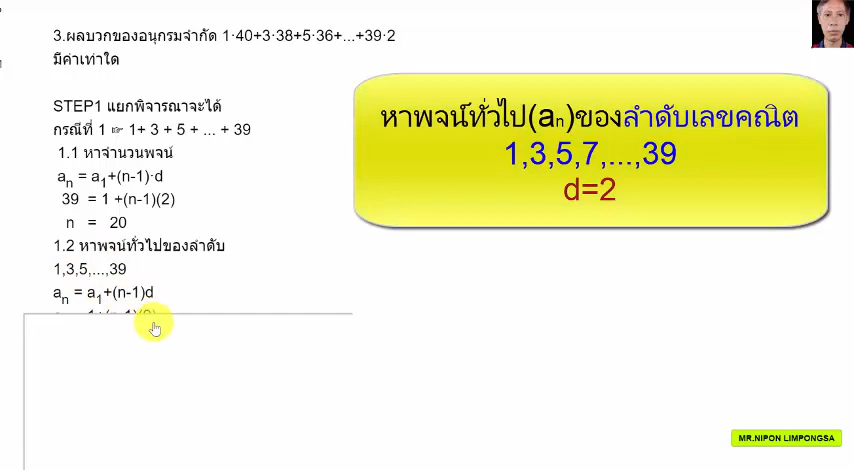 3.ผลบวกของอนุกรมจำกัด 1·40+3·38+5·36+...+39·2
มีค่าเท่าใด
STEP1 แยกพิจารณาจะได้
กรณีที่ 1 ☞ 1+ 3 + 5 + ... + 39
1.1 หาจำนวนพจน์
an = a1+(n-1)·d
39 = 1 +(n-1)(2)
n = 20
1.2 หาพจน์ทั่วไปของลำดับ
1,3,5,...,39
an = a1+(n-1)d
หาพจน์ทั่วไป(an)ของลำดับเลขคณิต
1,3,5,7,...,39
d=2
MR.NIPON LIMPONGSA